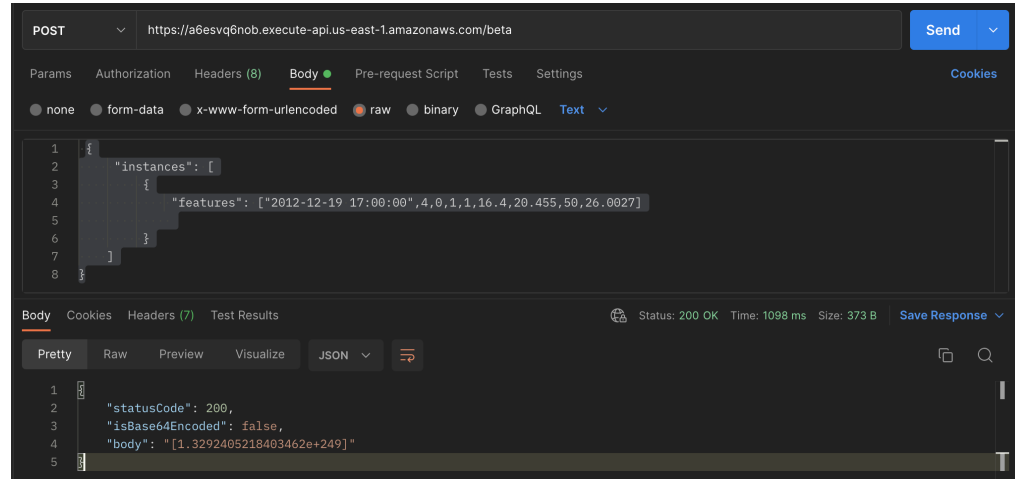 POST https://a6esvq6nob.execute-api.us-east-1.amazonaws.com/beta Send
Params Authorization Headers (8) Body Pre-request Script Tests Settings Cookies
none form-data x-www-form-urlencoded raw binary GraphQL Text
1 {
2 "instances": [
3 {
4 "features": ["2012-12-19 17:00:00",4,0,1,1,16.4,20.455,50,26.0027]
5
6 }
7 ]
8 }
Body Cookies Headers (7) Test Results Status: 200 OK Time: 1098 ms Size: 373 B Save Response
Pretty Raw Preview Visualize JSON
1 {
2 "statusCode": 200,
3 "isBase64Encoded": false,
4 "body": "[1.3292405218403462e+249]"
5 }